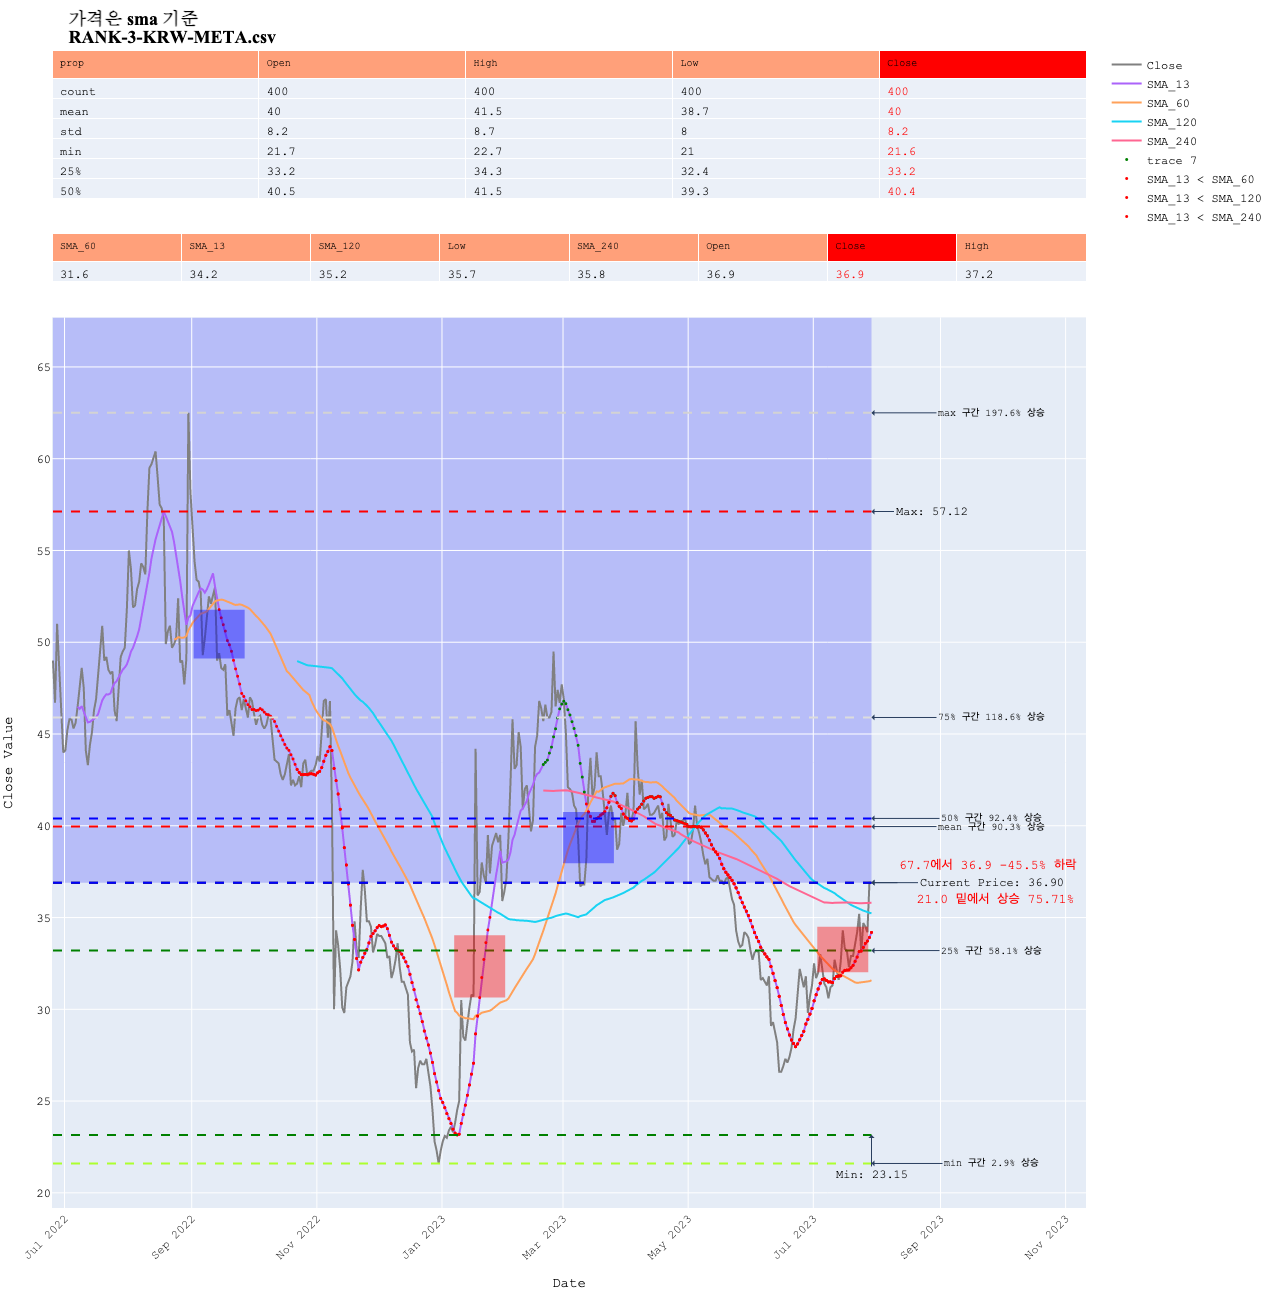 가격은 sma 기준
RANK-3-KRW-META.csv
prop Open High Low Close
count 400 400 400 400
mean 40 41.5 38.7 40
std 8.2 8.7 8 8.2
min 21.7 22.7 21 21.6
25% 33.2 34.3 32.4 33.2
50% 40.5 41.5 39.3 40.4
SMA_60 SMA_13 SMA_120 Low SMA_240 Open Close High
31.6 34.2 35.2 35.7 35.8 36.9 36.9 37.2
Close
SMA_13
SMA_60
SMA_120
SMA_240
trace 7
SMA_13 < SMA_60
SMA_13 < SMA_120
SMA_13 < SMA_240
Close Value
65
60
55
50
45
40
35
30
25
20
max 구간 197.6% 상승
Max: 57.12
75% 구간 118.6% 상승
50% 구간 92.4% 상승
mean 구간 90.3% 상승
67.7에서 36.9 -45.5% 하락
Current Price: 36.90
21.0 밑에서 상승 75.71%
25% 구간 58.1% 상승
min 구간 2.9% 상승
Min: 23.15
Jul 2022
Sep 2022
Nov 2022
Jan 2023
Mar 2023
May 2023
Jul 2023
Sep 2023
Nov 2023
Date